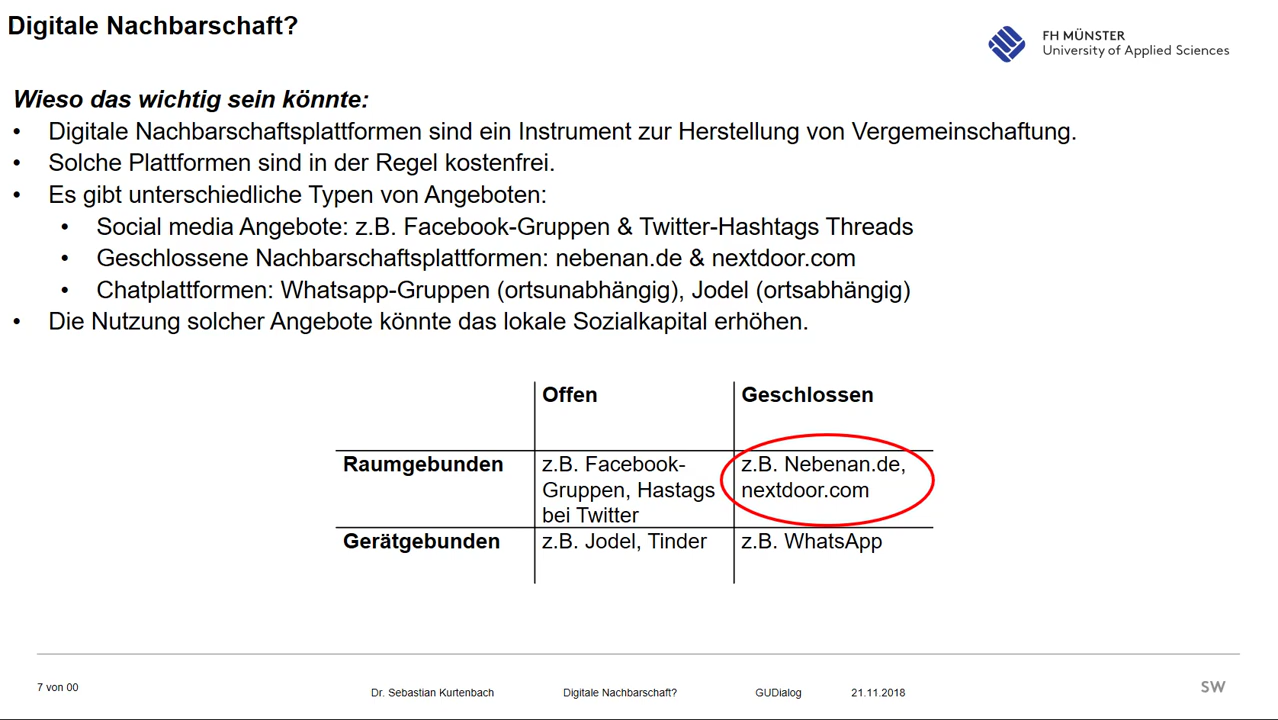 Digitale Nachbarschaft?
FH MÜNSTER
University of Applied Sciences
Wieso das wichtig sein könnte:
• Digitale Nachbarschaftsplattformen sind ein Instrument zur Herstellung von Vergemeinschaftung.
• Solche Plattformen sind in der Regel kostenfrei.
• Es gibt unterschiedliche Typen von Angeboten:
• Social media Angebote: z.B. Facebook-Gruppen & Twitter-Hashtags Threads
• Geschlossene Nachbarschaftsplattformen: nebenan.de & nextdoor.com
• Chatplattformen: Whatsapp-Gruppen (ortsunabhängig), Jodel (ortsabhängig)
• Die Nutzung solcher Angebote könnte das lokale Sozialkapital erhöhen.
Offen Geschlossen
Raumgebunden z.B. Facebook- z.B. Nebenan.de,
Gruppen, Hastags nextdoor.com
bei Twitter
Gerätgebunden z.B. Jodel, Tinder z.B. WhatsApp
7 von 00 Dr. Sebastian Kurtenbach Digitale Nachbarschaft? GUDialog 21.11.2018 SW